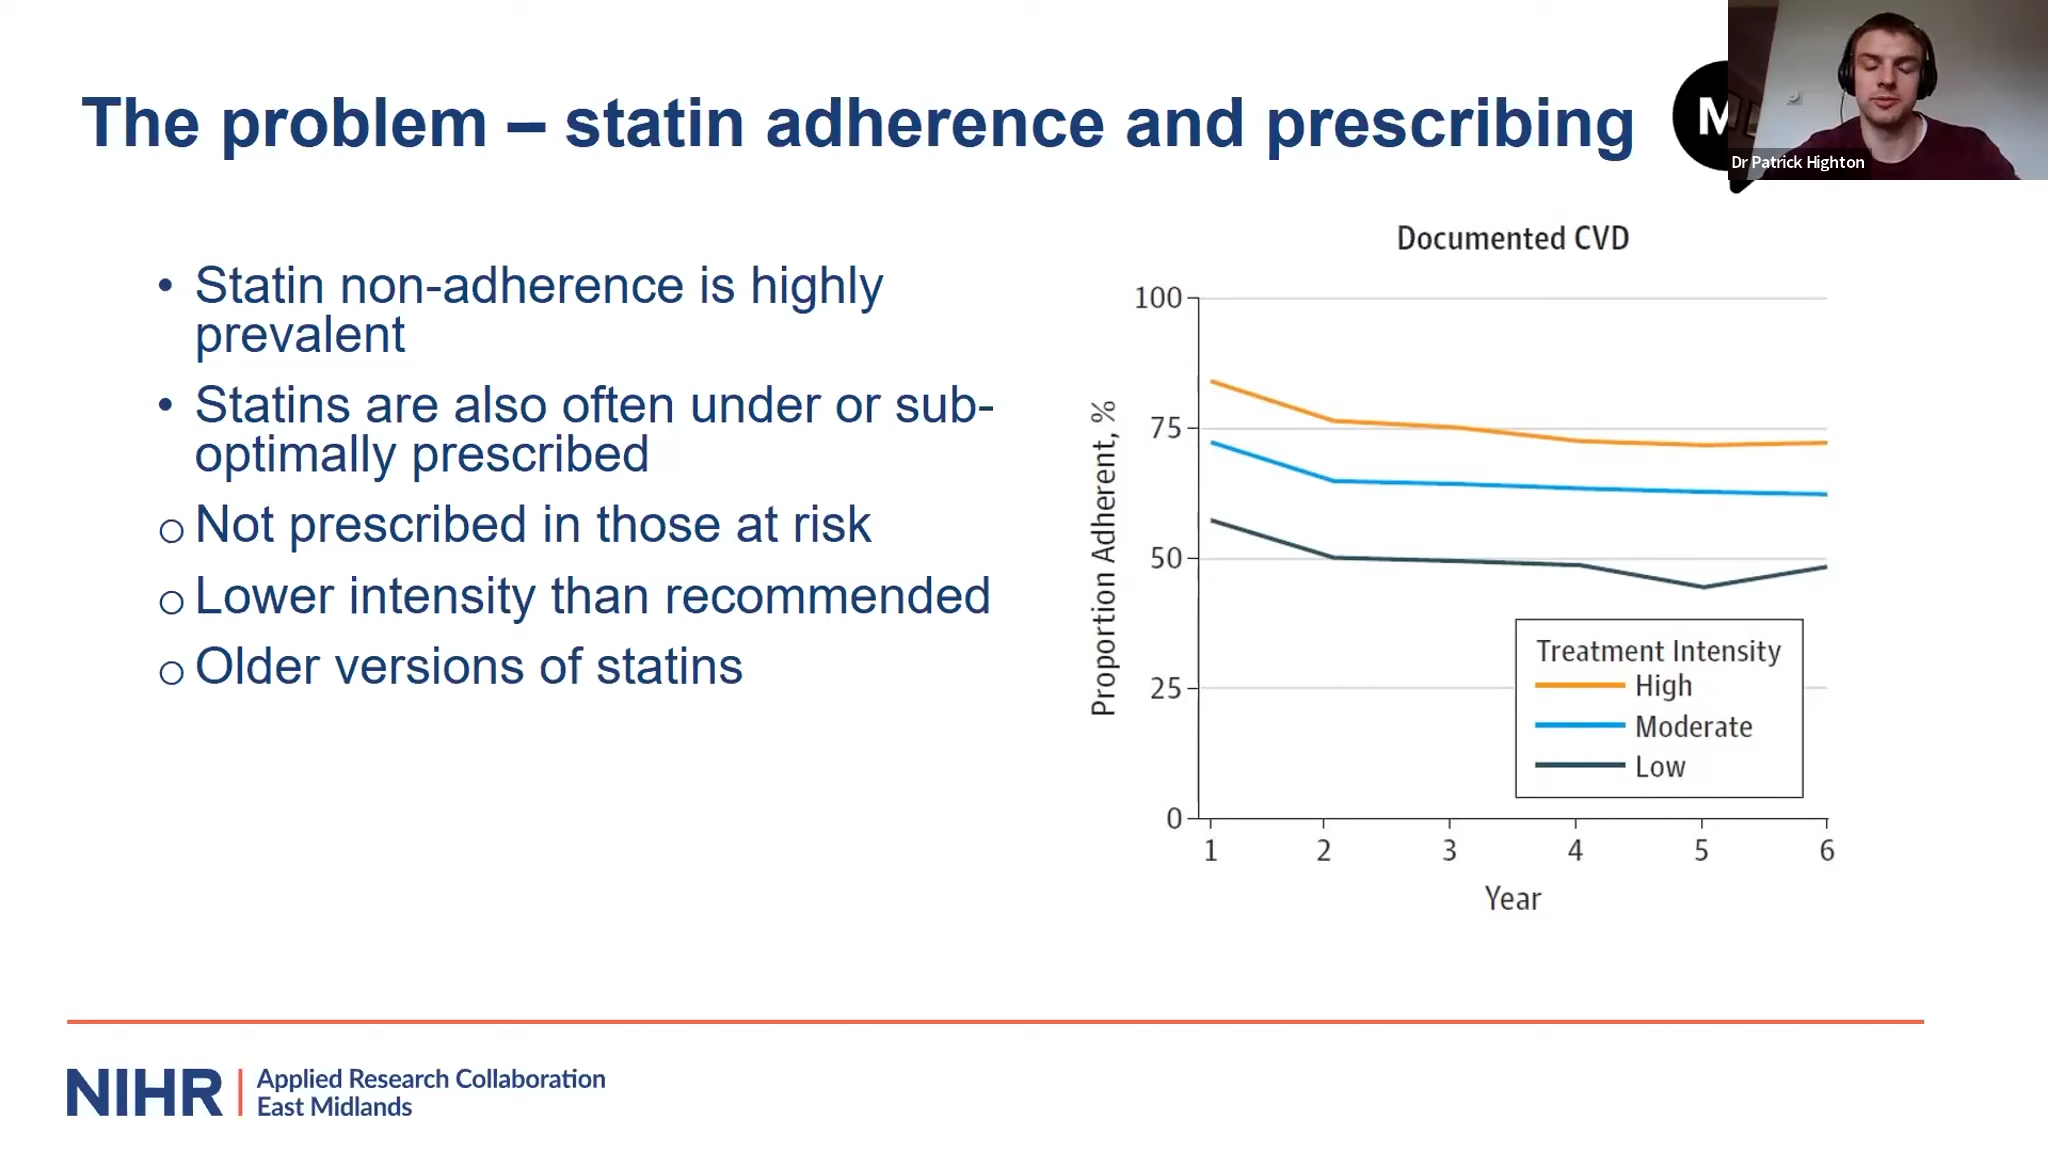 The problem – statin adherence and prescribing
M
Dr Patrick Highton
• Statin non-adherence is highly
prevalent
• Statins are also often under or sub-
optimally prescribed
o Not prescribed in those at risk
o Lower intensity than recommended
o Older versions of statins
Documented CVD
Proportion Adherent, %
100
75
50
25
0
1 2 3 4 5 6
Year
Treatment Intensity
High
Moderate
Low
NIHR | Applied Research Collaboration
East Midlands